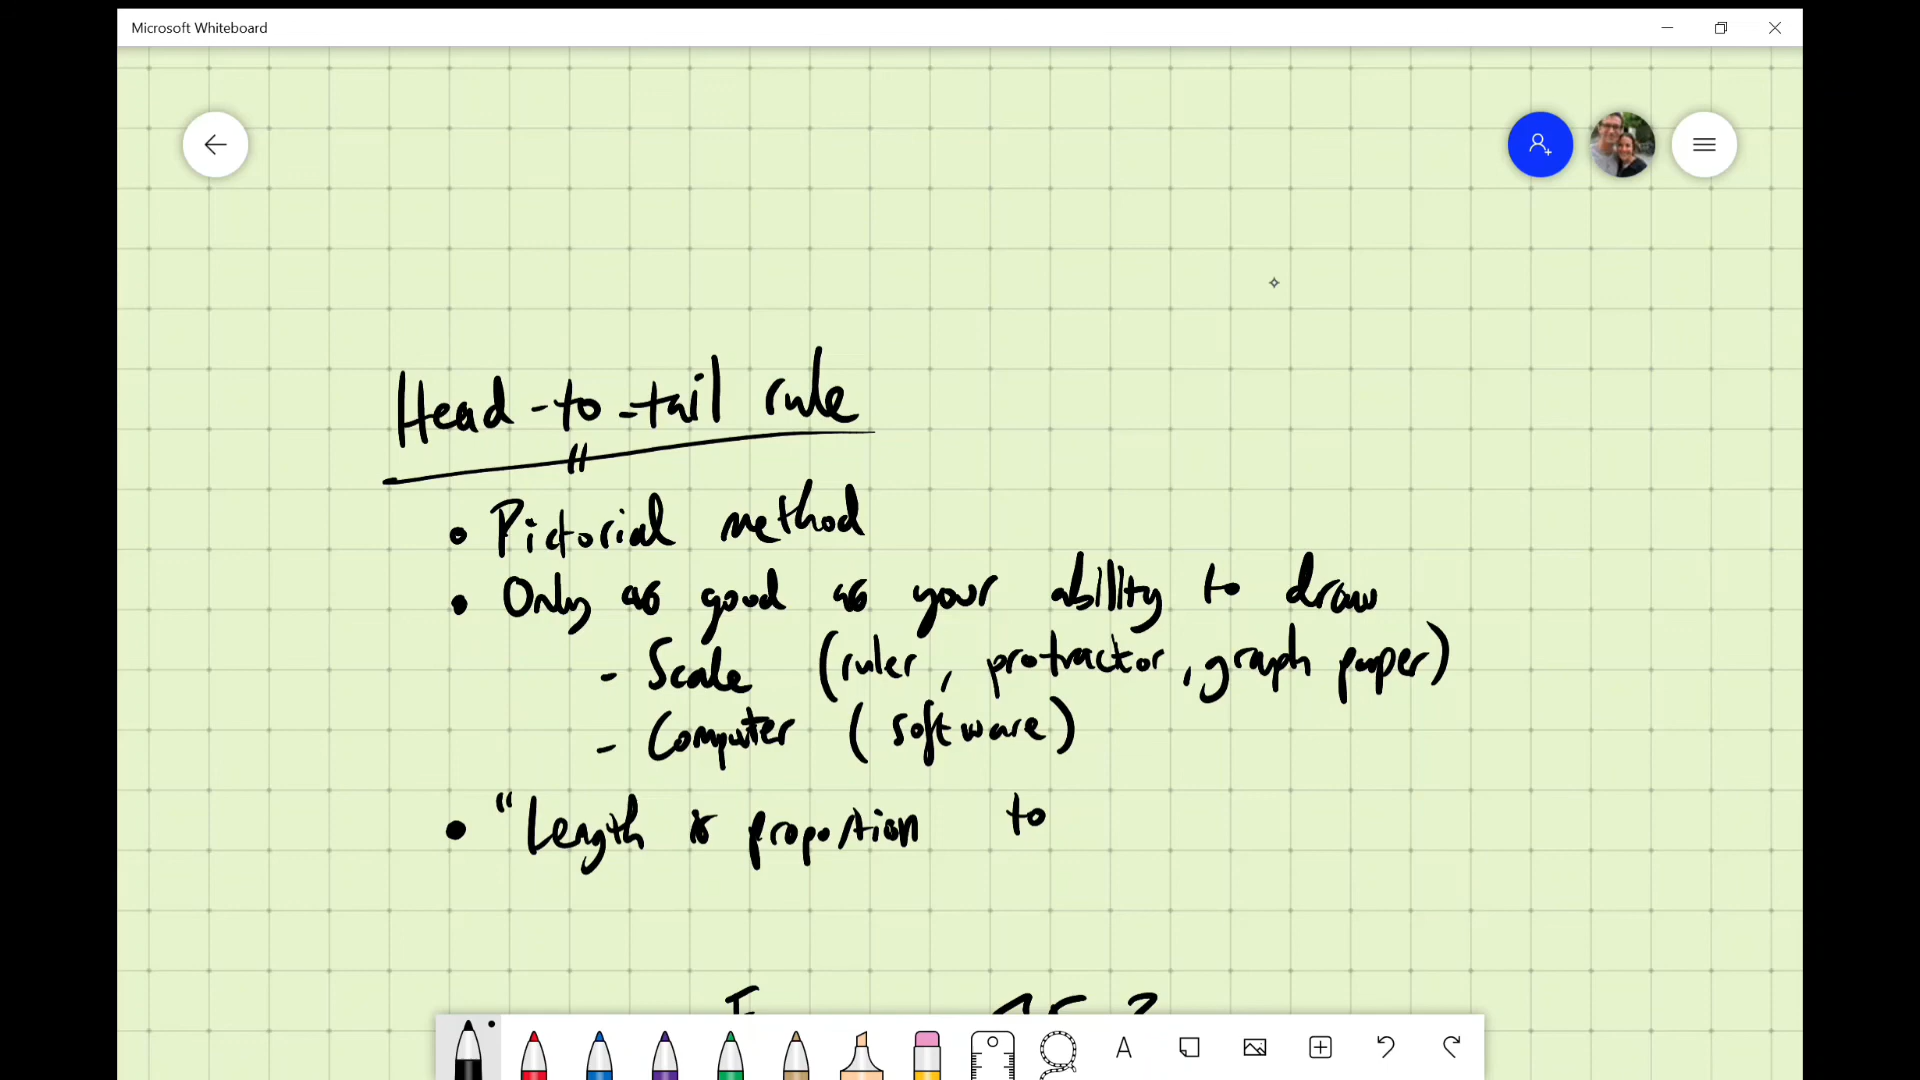 Microsoft Whiteboard
Head-to-tail rule
• Pictorial method
• Only as good as your ability to draw
- Scale (ruler, protractor, graph paper)
- Computer (software)
• "Length is proportion to